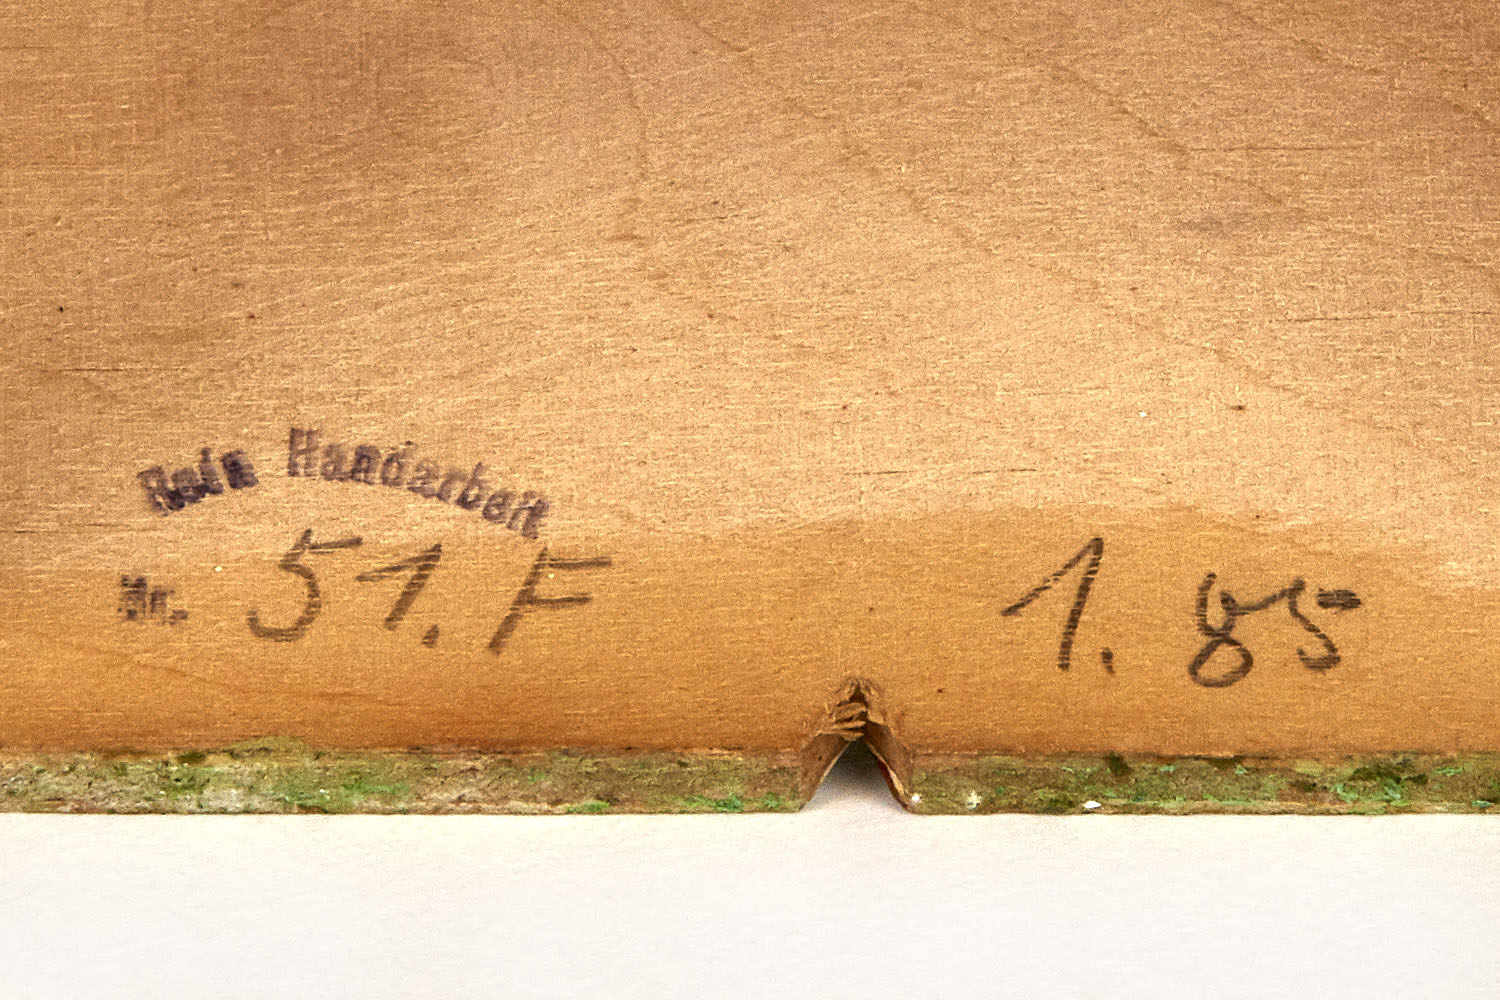 Rein Handarbeit
Nr. 51. F
1.85